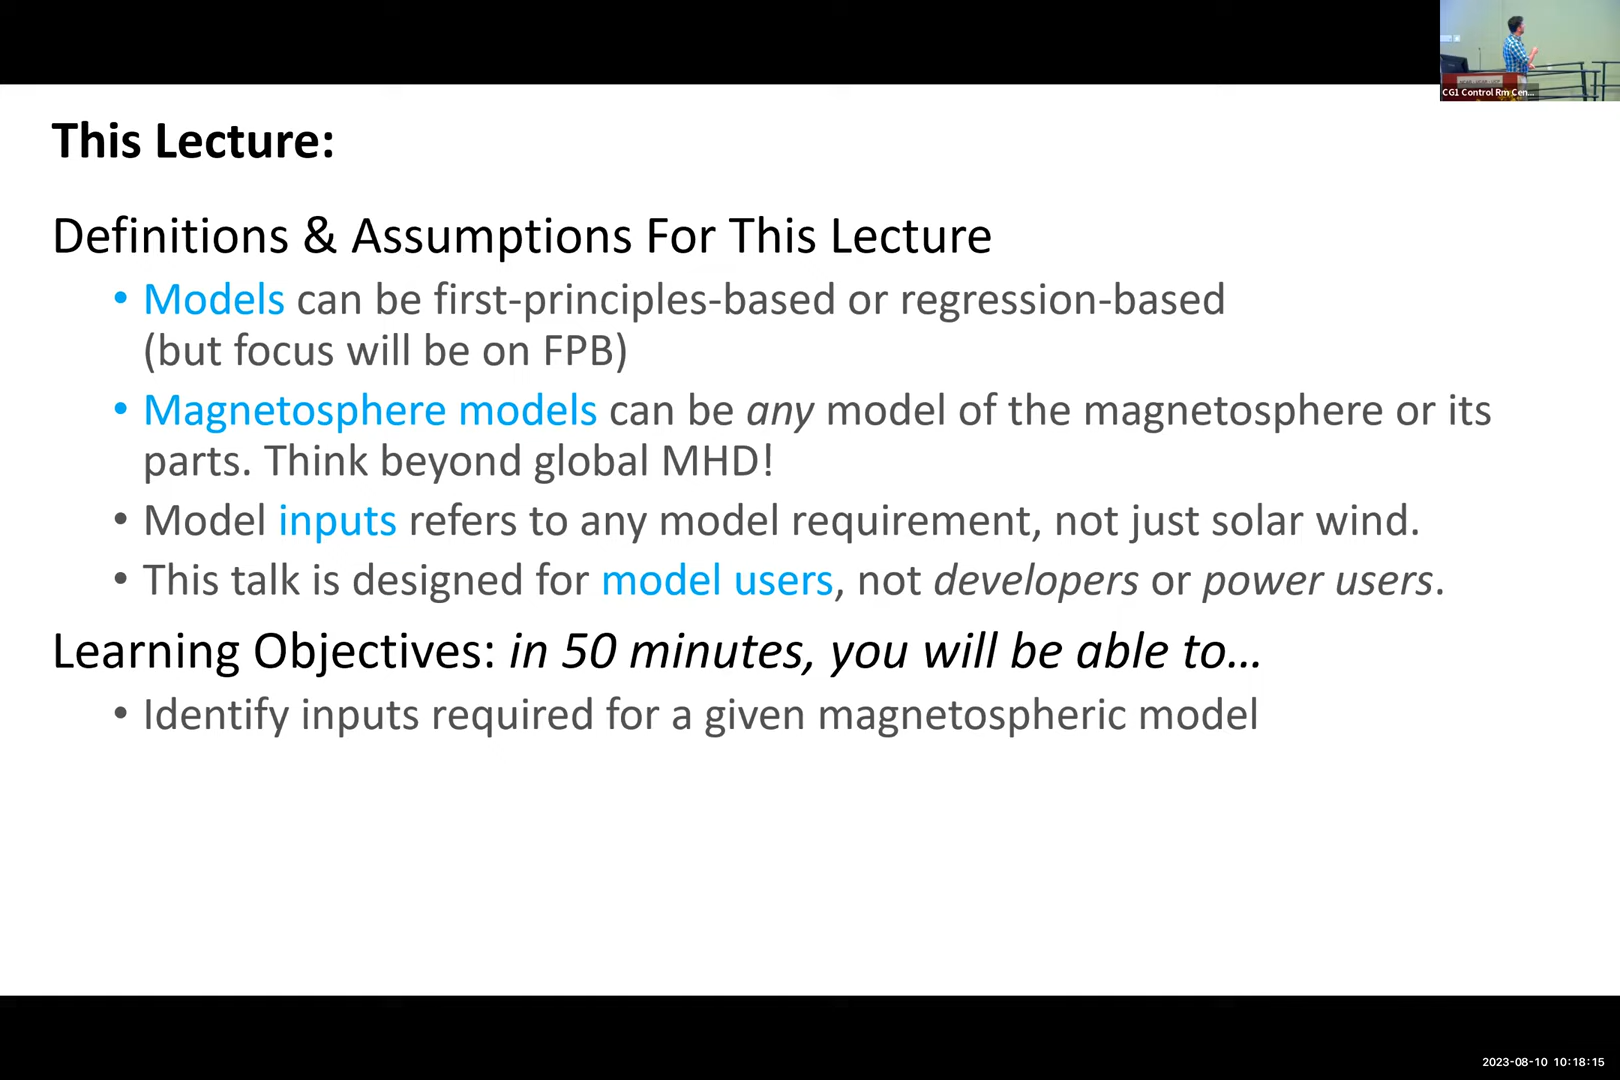 CG1 Control Rm Cen...
This Lecture:
Definitions & Assumptions For This Lecture
• Models can be first-principles-based or regression-based
(but focus will be on FPB)
• Magnetosphere models can be any model of the magnetosphere or its
parts. Think beyond global MHD!
• Model inputs refers to any model requirement, not just solar wind.
• This talk is designed for model users, not developers or power users.
Learning Objectives: in 50 minutes, you will be able to...
• Identify inputs required for a given magnetospheric model
2023-08-10 10:18:15